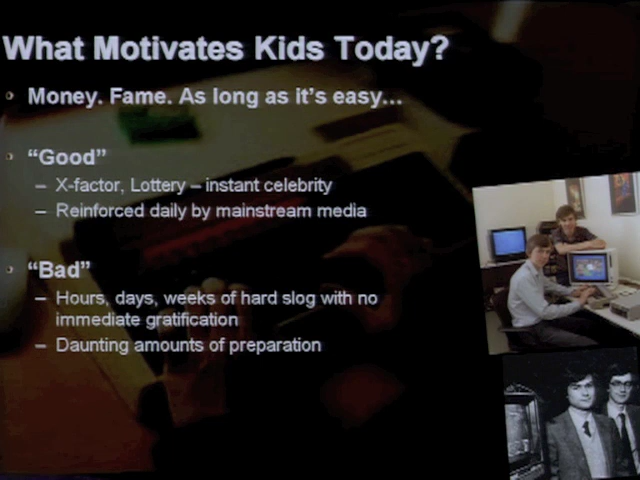 What Motivates Kids Today?
Money. Fame. As long as it's easy...
“Good”
– X-factor, Lottery – instant celebrity
– Reinforced daily by mainstream media
“Bad”
– Hours, days, weeks of hard slog with no
immediate gratification
– Daunting amounts of preparation